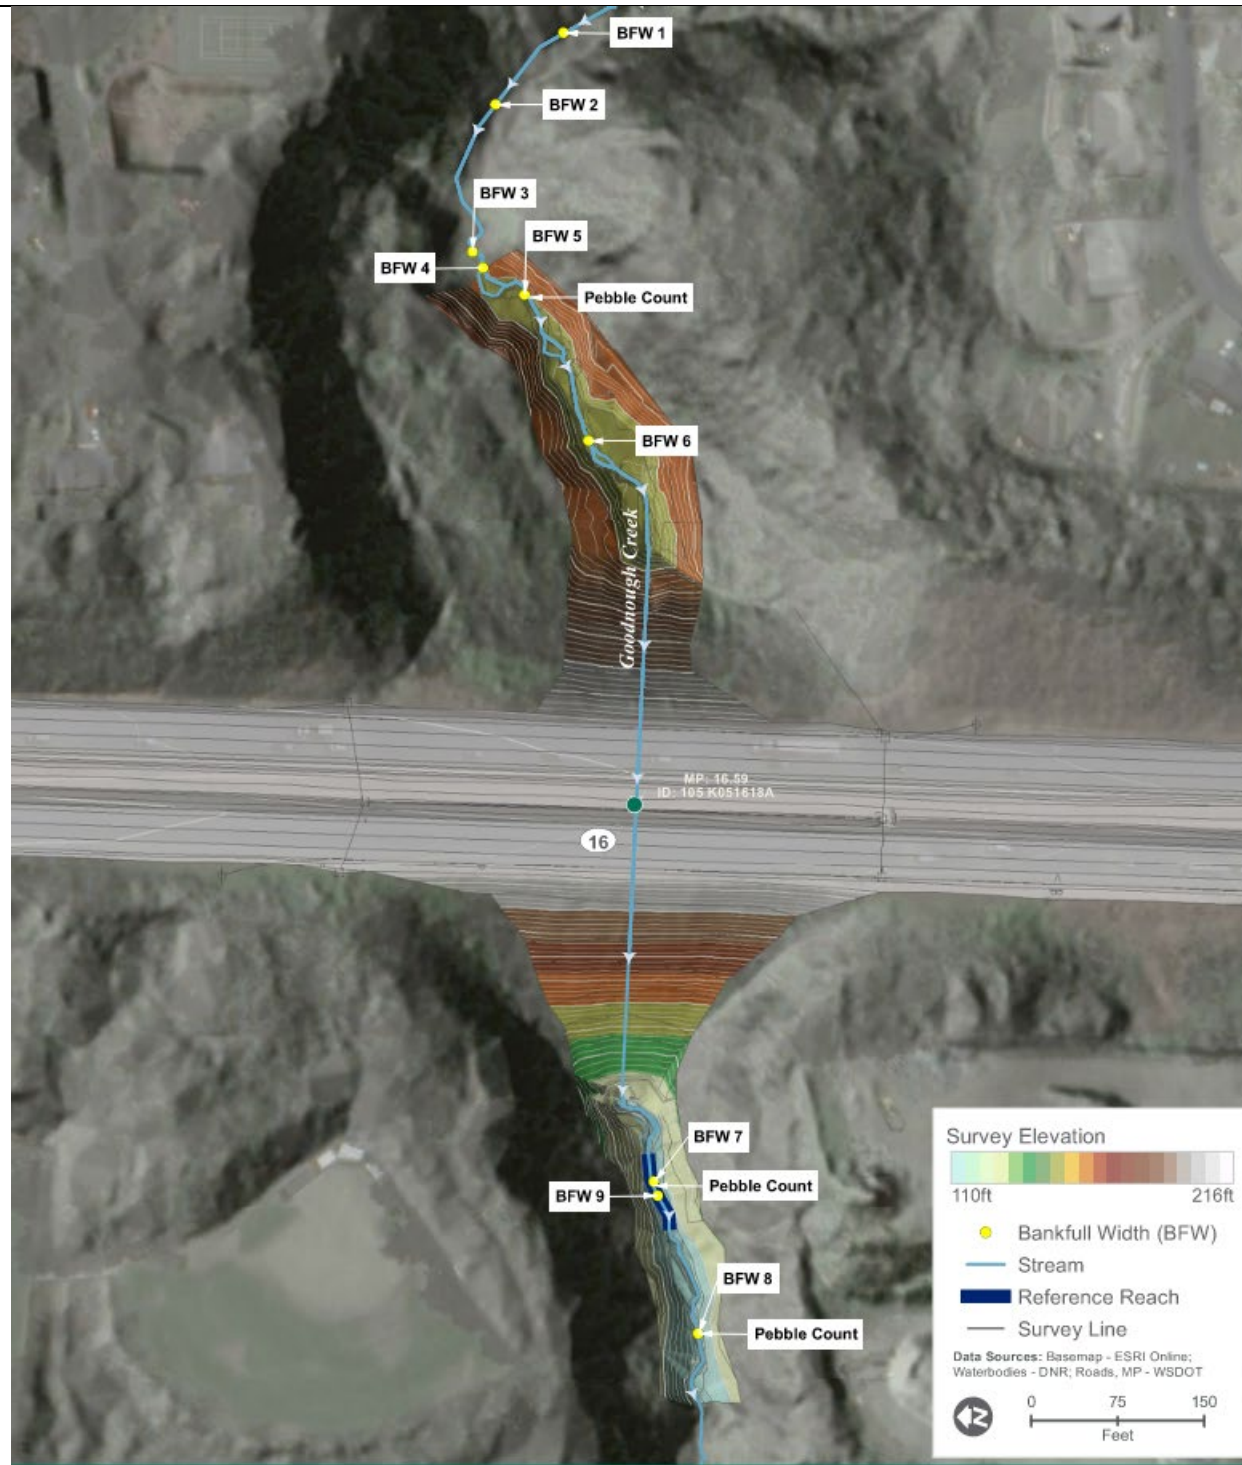 BFW 1
BFW 2
BFW 3
BFW 5
BFW 4
Pebble Count
BFW 6
Goodnough Creek
MP: 16.59
ID: 105 K051618A
16
BFW 7
Pebble Count
BFW 9
BFW 8
Pebble Count
Survey Elevation
110ft 216ft
Bankfull Width (BFW)
Stream
Reference Reach
Survey Line
Data Sources: Basemap - ESRI Online;
Waterbodies - DNR; Roads, MP - WSDOT
N
0 75 150
Feet